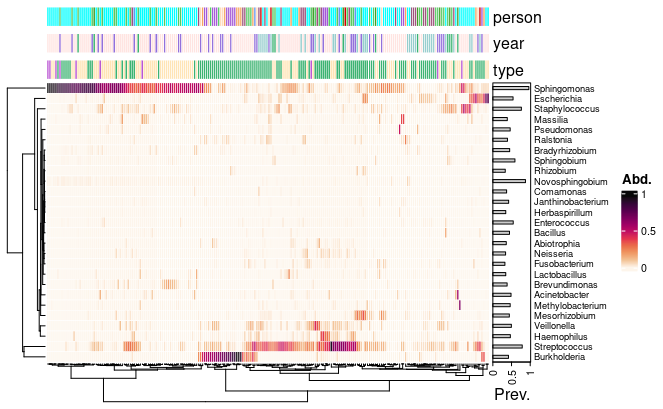 person
year
type
Sphingomonas
Escherichia
Staphylococcus
Massilia
Pseudomonas
Ralstonia
Bradyrhizobium
Sphingobium
Rhizobium
Novosphingobium
Comamonas
Janthinobacterium
Herbaspirillum
Enterococcus
Bacillus
Abiotrophia
Neisseria
Fusobacterium
Lactobacillus
Brevundimonas
Acinetobacter
Methylobacterium
Mesorhizobium
Veillonella
Haemophilus
Streptococcus
Burkholderia
Abd.
1
0.5
0
0 0.5 1
Prev.